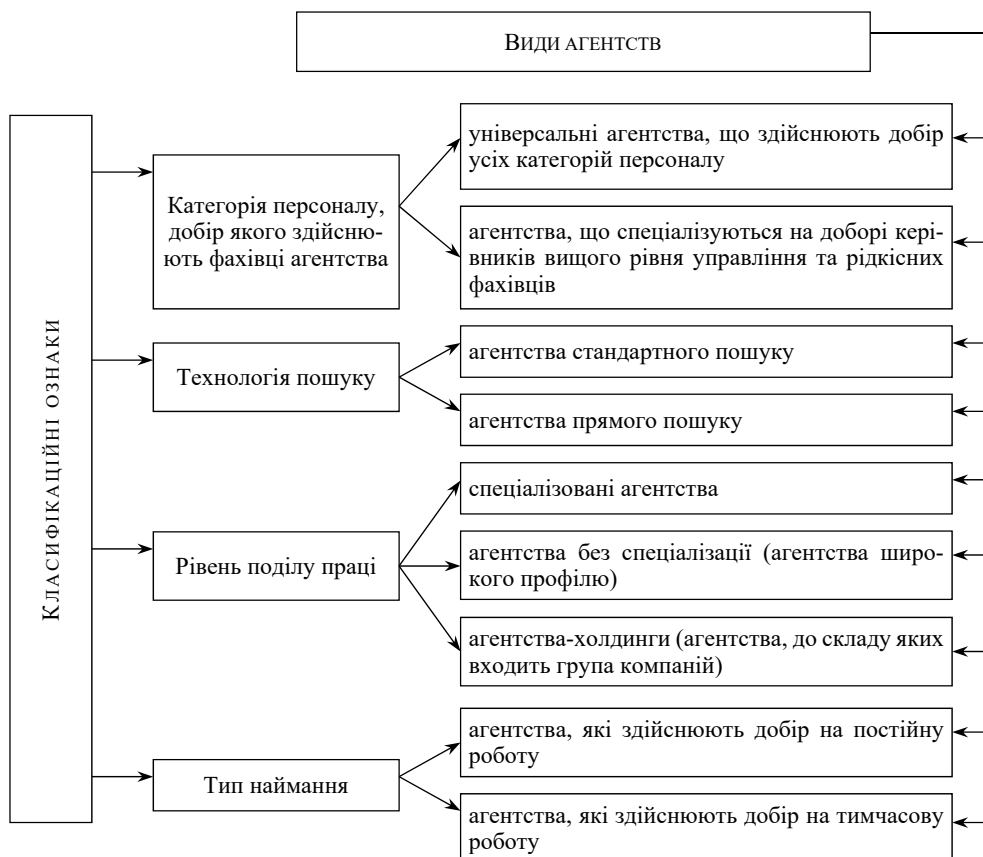 ВИДИ АГЕНТСТВ
КЛАСИФІКАЦІЙНІ ОЗНАКИ
Категорія персоналу,
добір якого здійсню-
ють фахівці агентства
універсальні агентства, що здійснюють добір
усіх категорій персоналу
агентства, що спеціалізуються на доборі кері-
вників вищого рівня управління та рідкісних
фахівців
Технологія пошуку
агентства стандартного пошуку
агентства прямого пошуку
Рівень поділу праці
спеціалізовані агентства
агентства без спеціалізації (агентства широ-
кого профілю)
агентства-холдинги (агентства, до складу яких
входить група компаній)
Тип наймання
агентства, які здійснюють добір на постійну
роботу
агентства, які здійснюють добір на тимчасову
роботу